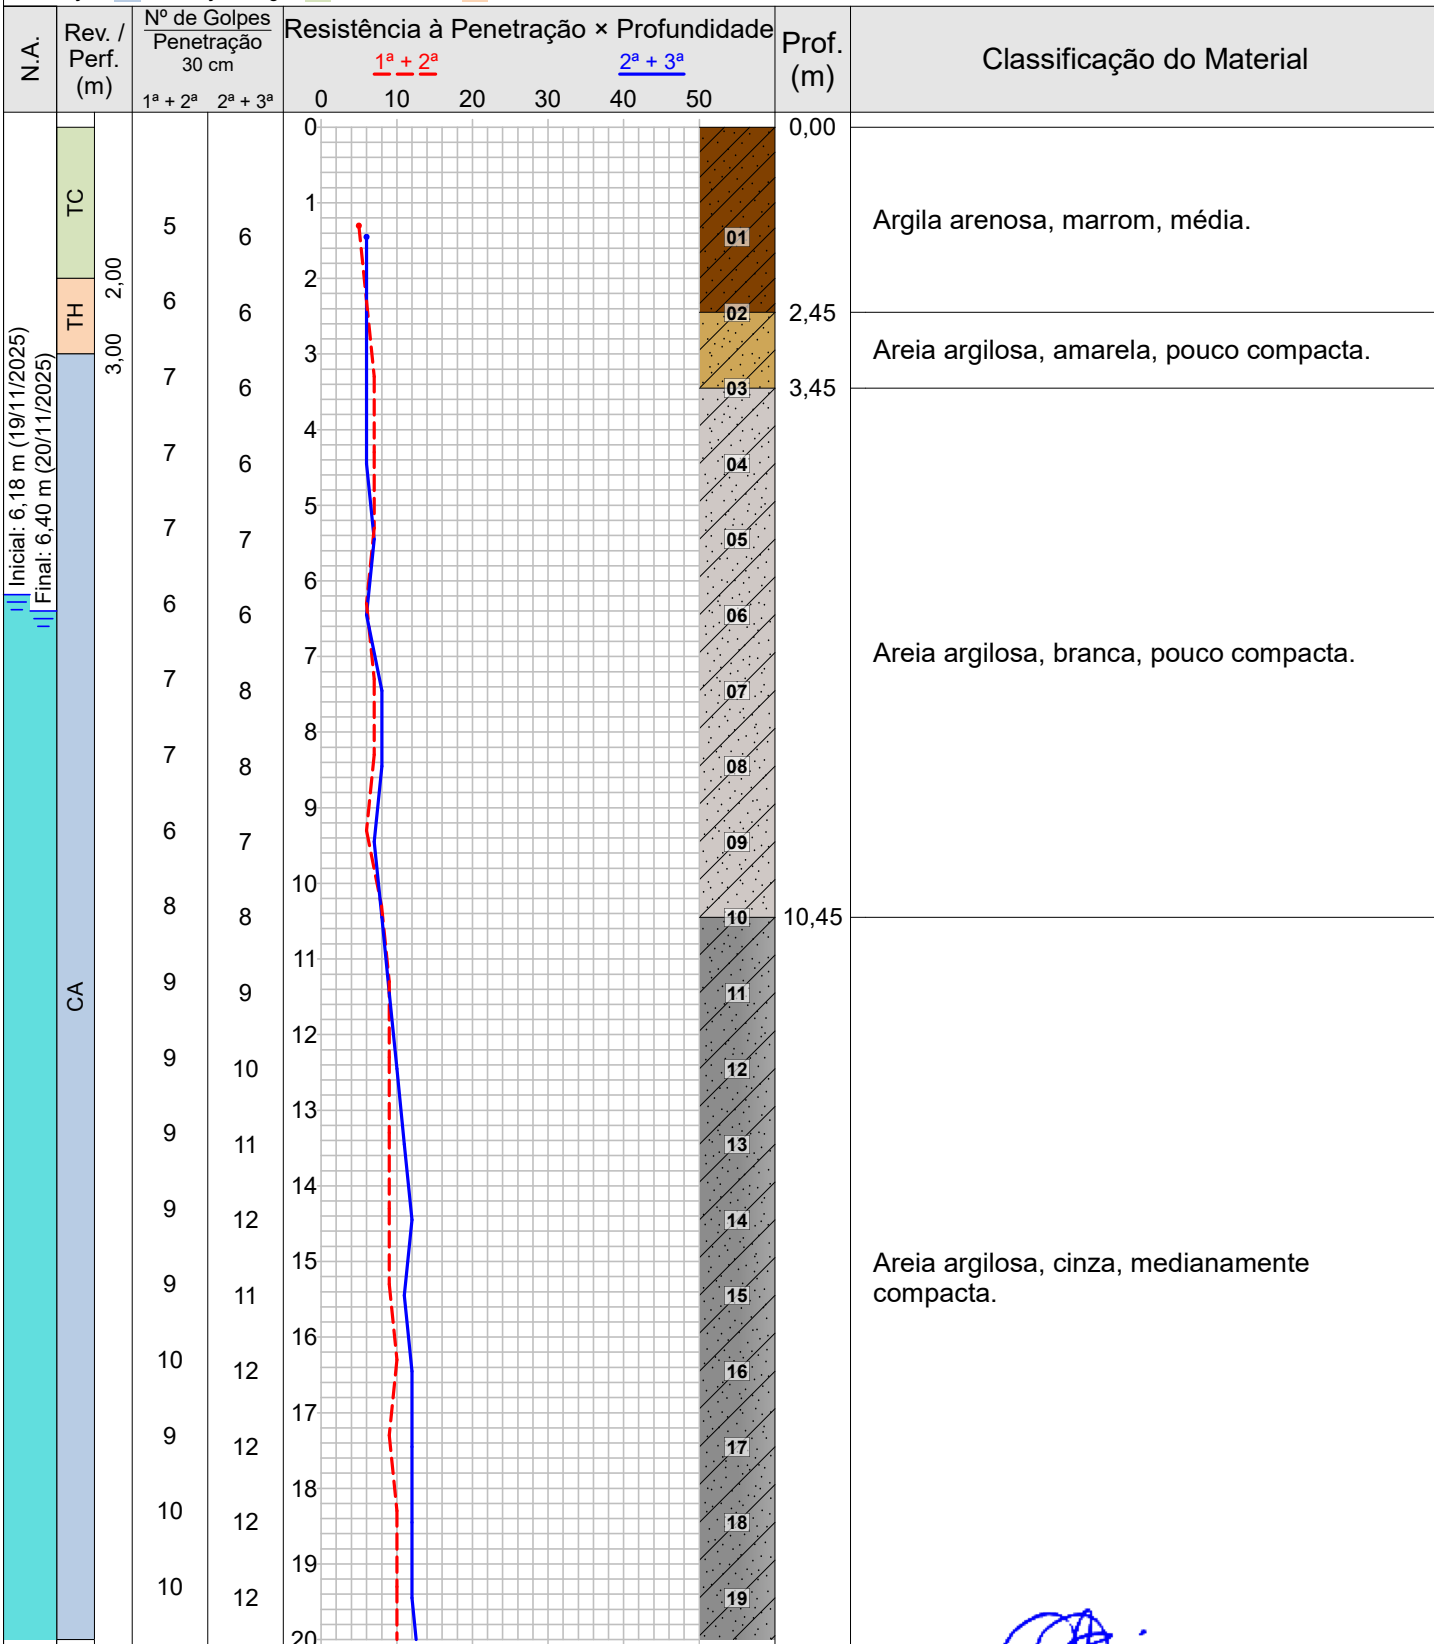 N.A.
Rev. /
Perf.
(m)
Nº de Golpes
Penetração
30 cm
1ª + 2ª 2ª + 3ª
Resistência à Penetração × Profundidade
1ª + 2ª 2ª + 3ª
0 10 20 30 40 50
Prof.
(m)
Classificação do Material
Inicial: 6,18 m (19/11/2025)
Final: 6,40 m (20/11/2025)
TC
2,00
TH
3,00
CA
0 0,00
1
5 6 01 Argila arenosa, marrom, média.
2
6 6 02 2,45
3 Areia argilosa, amarela, pouco compacta.
7 6 03 3,45
4
7 6 04
5
7 7 05
6
6 6 06
7 Areia argilosa, branca, pouco compacta.
7 8 07
8
7 8 08
9
6 7 09
10
8 8 10 10,45
11
9 9 11
12
9 10 12
13
9 11 13
14
9 12 14
15 Areia argilosa, cinza, medianamente
compacta.
9 11 15
16
10 12 16
17
9 12 17
18
10 12 18
19
10 12 19
20